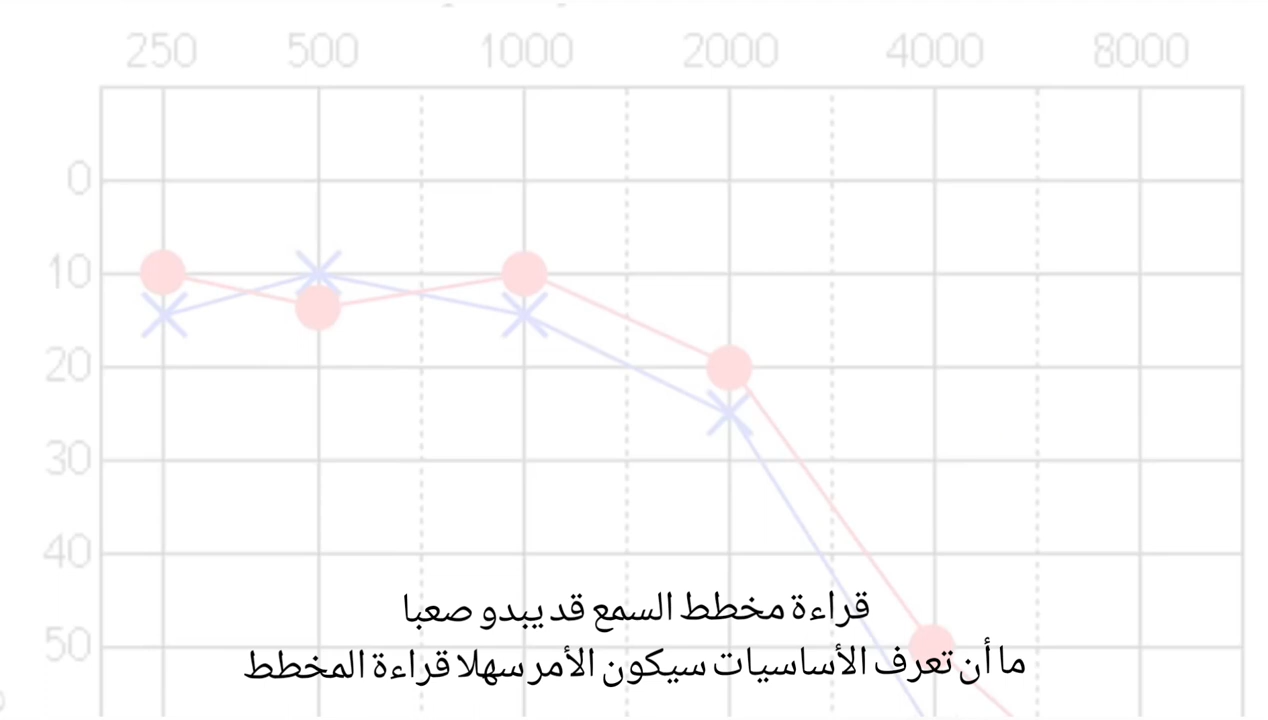 250 500 1000 2000 4000 8000
0
10
20
30
40
50
قراءة مخطط السمع قد يبدو صعبا
ما أن تعرف الأساسيات سيكون الأمر سهلا قراءة المخطط